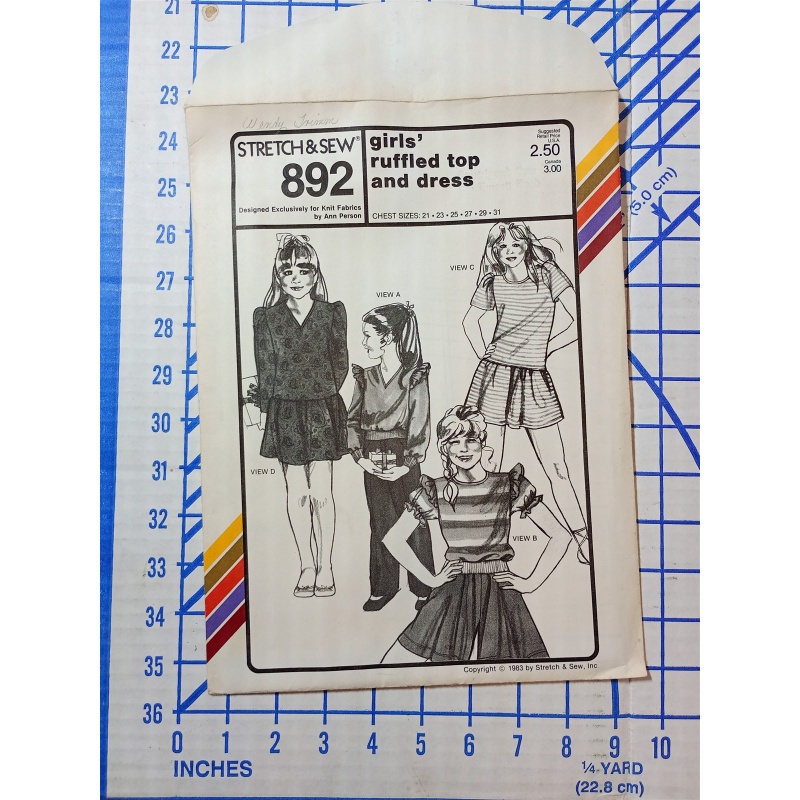 21
22
23
24
25
26
27
28
29
30
31
32
33
34
35
36
0 1 2 3 4 5 6 7 8 9 10
INCHES
¼-YARD
(22.8 cm)
(5.0 cm)
Wendy
STRETCH & SEW®
892
Designed Exclusively for Knit Fabrics
by Ann Person
girls'
ruffled top
and dress
CHEST SIZES: 21 • 23 • 25 • 27 • 29 • 31
Suggested
Retail Price
U.S.A.
2.50
Canada
3.00
VIEW A
VIEW C
VIEW D
VIEW B
Copyright © 1983 by Stretch & Sew, Inc